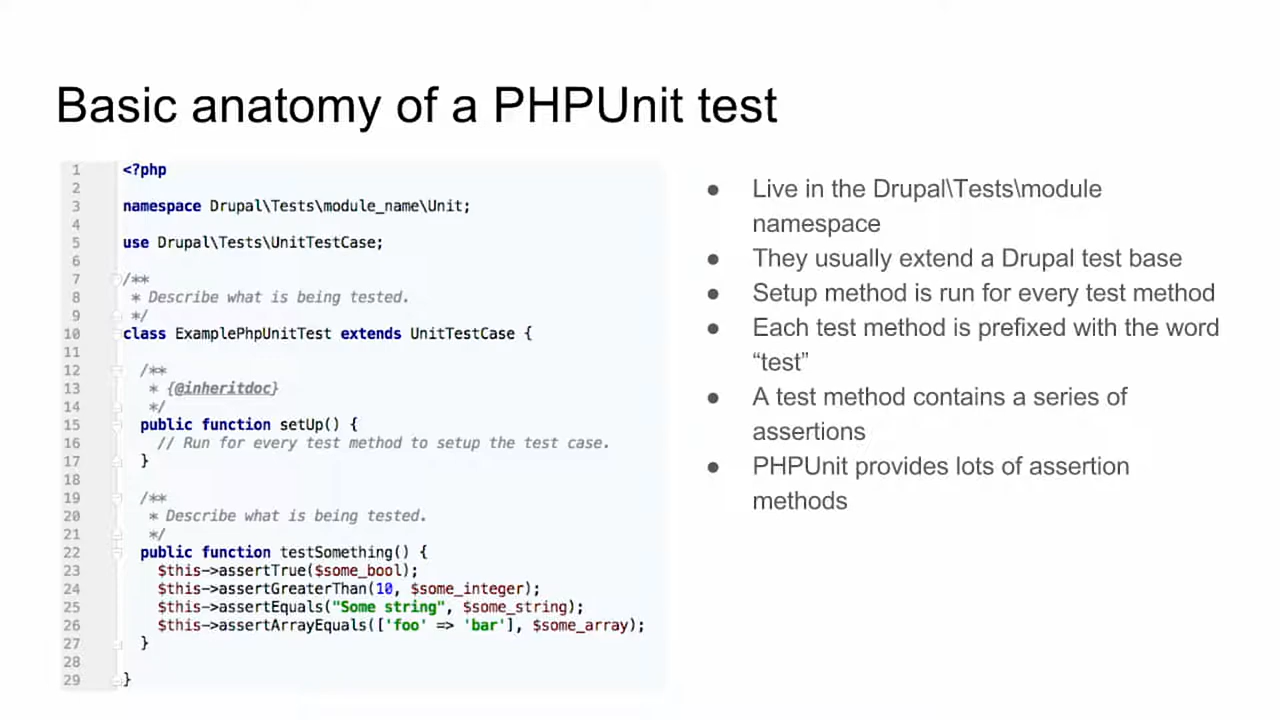 Basic anatomy of a PHPUnit test
1 <?php
2
3 namespace Drupal\Tests\module_name\Unit;
4
5 use Drupal\Tests\UnitTestCase;
6
7 /**
8  * Describe what is being tested.
9  */
10 class ExamplePhpUnitTest extends UnitTestCase {
11
12   /**
13    * {@inheritdoc}
14    */
15   public function setUp() {
16     // Run for every test method to setup the test case.
17   }
18
19   /**
20    * Describe what is being tested.
21    */
22   public function testSomething() {
23     $this->assertTrue($some_bool);
24     $this->assertGreaterThan(10, $some_integer);
25     $this->assertEquals("Some string", $some_string);
26     $this->assertArrayEquals(['foo' => 'bar'], $some_array);
27   }
28
29 }
● Live in the Drupal\Tests\module
namespace
● They usually extend a Drupal test base
● Setup method is run for every test method
● Each test method is prefixed with the word
“test”
● A test method contains a series of
assertions
● PHPUnit provides lots of assertion
methods